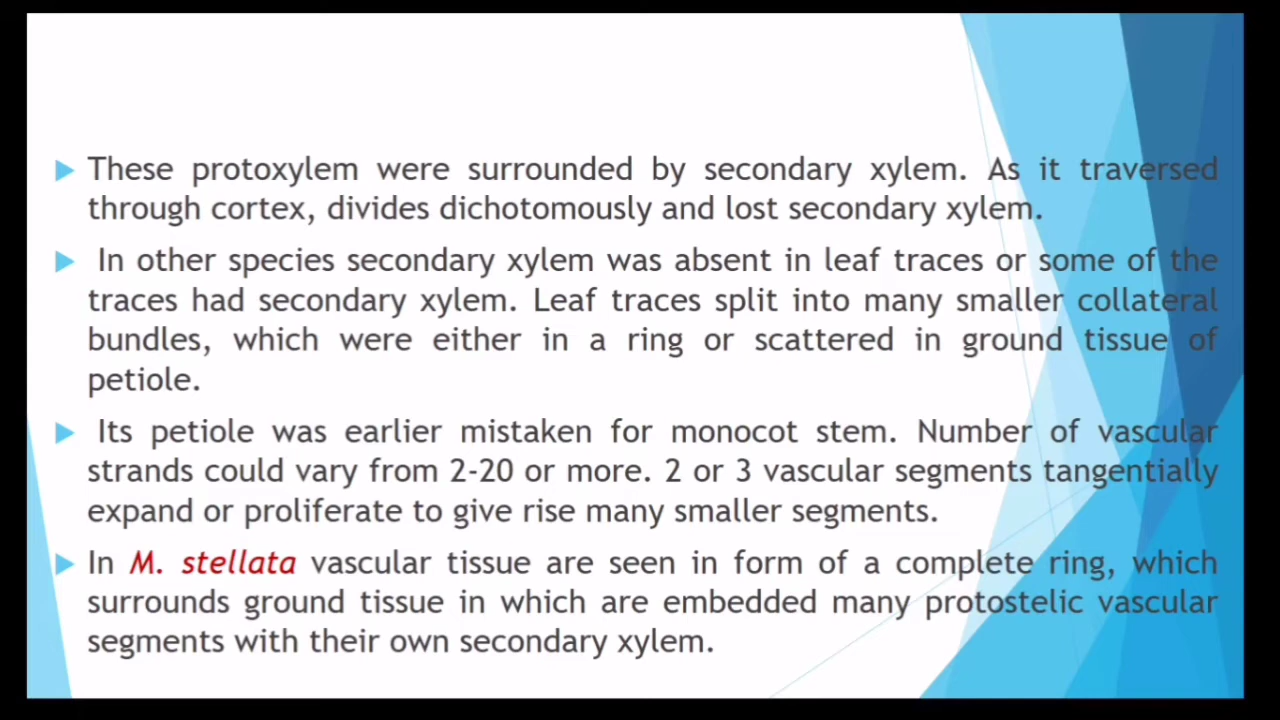 These protoxylem were surrounded by secondary xylem. As it traversed
through cortex, divides dichotomously and lost secondary xylem.
In other species secondary xylem was absent in leaf traces or some of the
traces had secondary xylem. Leaf traces split into many smaller collateral
bundles, which were either in a ring or scattered in ground tissue of
petiole.
Its petiole was earlier mistaken for monocot stem. Number of vascular
strands could vary from 2-20 or more. 2 or 3 vascular segments tangentially
expand or proliferate to give rise many smaller segments.
In M. stellata vascular tissue are seen in form of a complete ring, which
surrounds ground tissue in which are embedded many protostelic vascular
segments with their own secondary xylem.